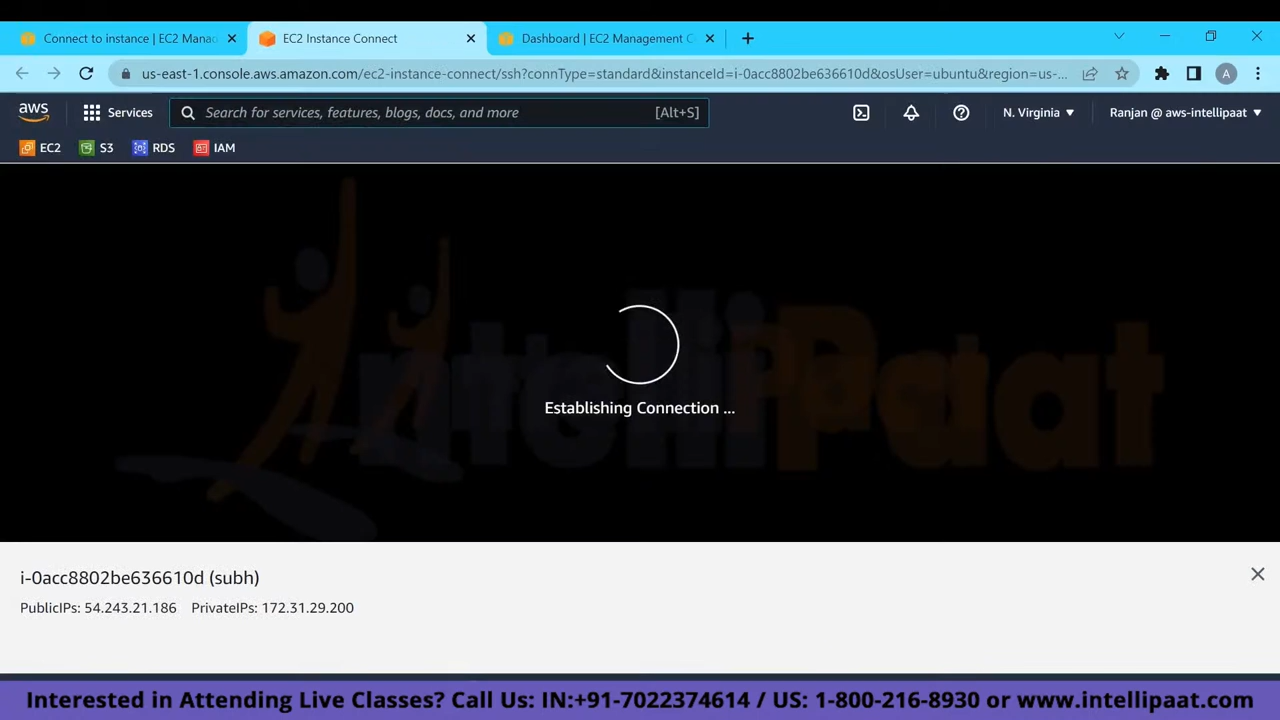 Connect to instance | EC2 Manag
EC2 Instance Connect
Dashboard | EC2 Management C
us-east-1.console.aws.amazon.com/ec2-instance-connect/ssh?connType=standard&instanceId=i-0acc8802be636610d&osUser=ubuntu&region=us-...
A
aws
Services
Search for services, features, blogs, docs, and more
[Alt+S]
N. Virginia
Ranjan @ aws-intellipaat
EC2
S3
RDS
IAM
IntelliPaat
Establishing Connection ...
i-0acc8802be636610d (subh)
PublicIPs: 54.243.21.186 PrivateIPs: 172.31.29.200
Interested in Attending Live Classes? Call Us: IN:+91-7022374614 / US: 1-800-216-8930 or www.intellipaat.com